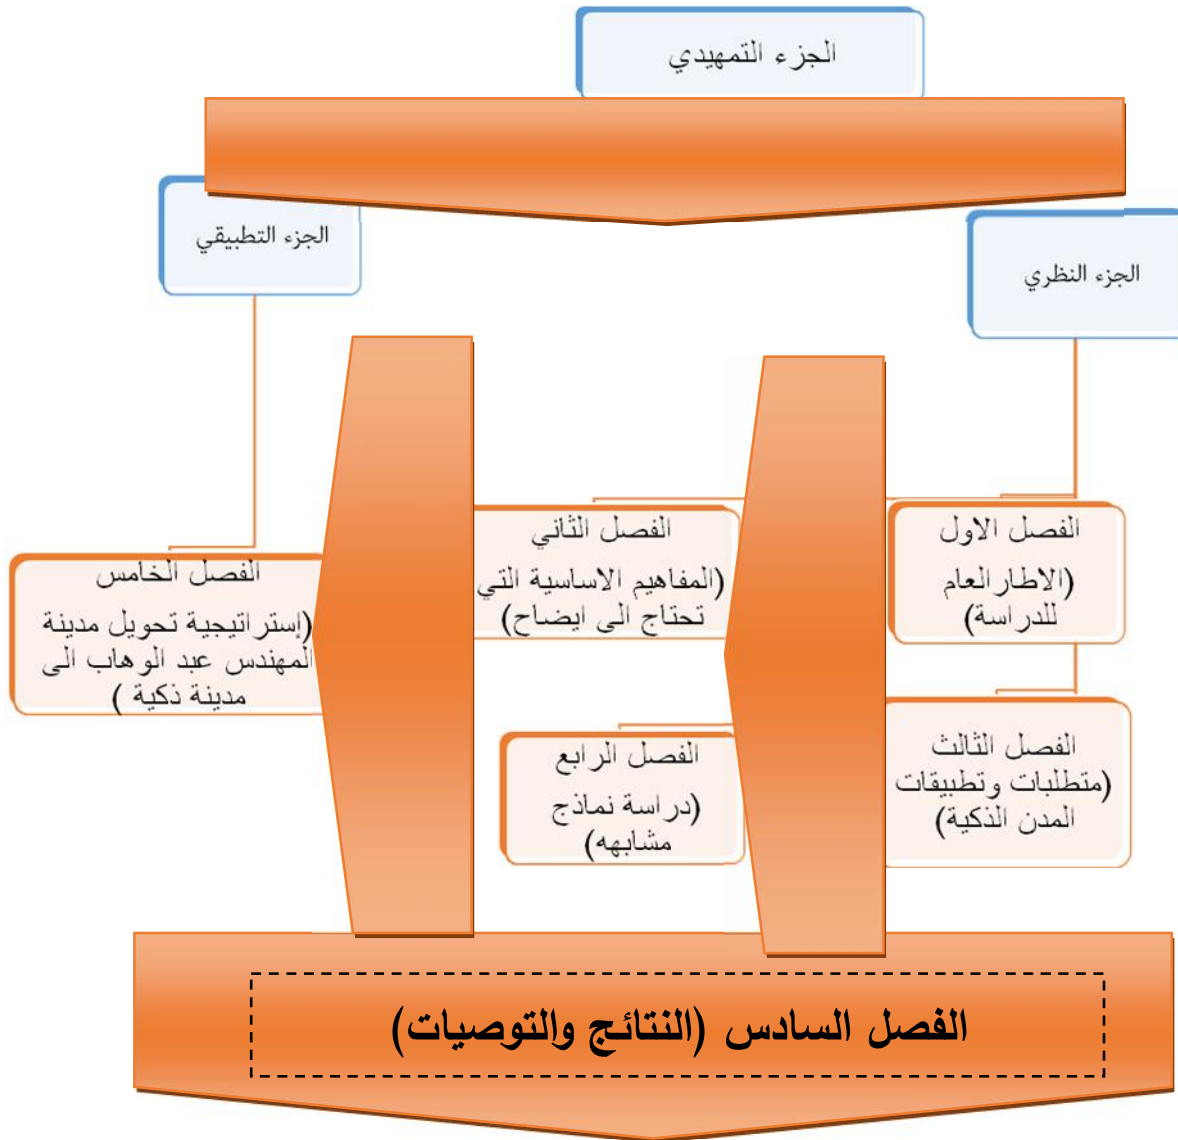 الجزء التمهيدي
الجزء النظري
الجزء التطبيقي
الفصل الاول
(الاطار العام
للدراسة)
الفصل الثاني
(المفاهيم الاساسية التي
تحتاج الى ايضاح)
الفصل الثالث
(متطلبات وتطبيقات
المدن الذكية)
الفصل الرابع
(دراسة نماذج
مشابهه)
الفصل الخامس
(إستراتيجية تحويل مدينة
المهندس عبد الوهاب الى
مدينة ذكية )
الفصل السادس (النتائج والتوصيات)